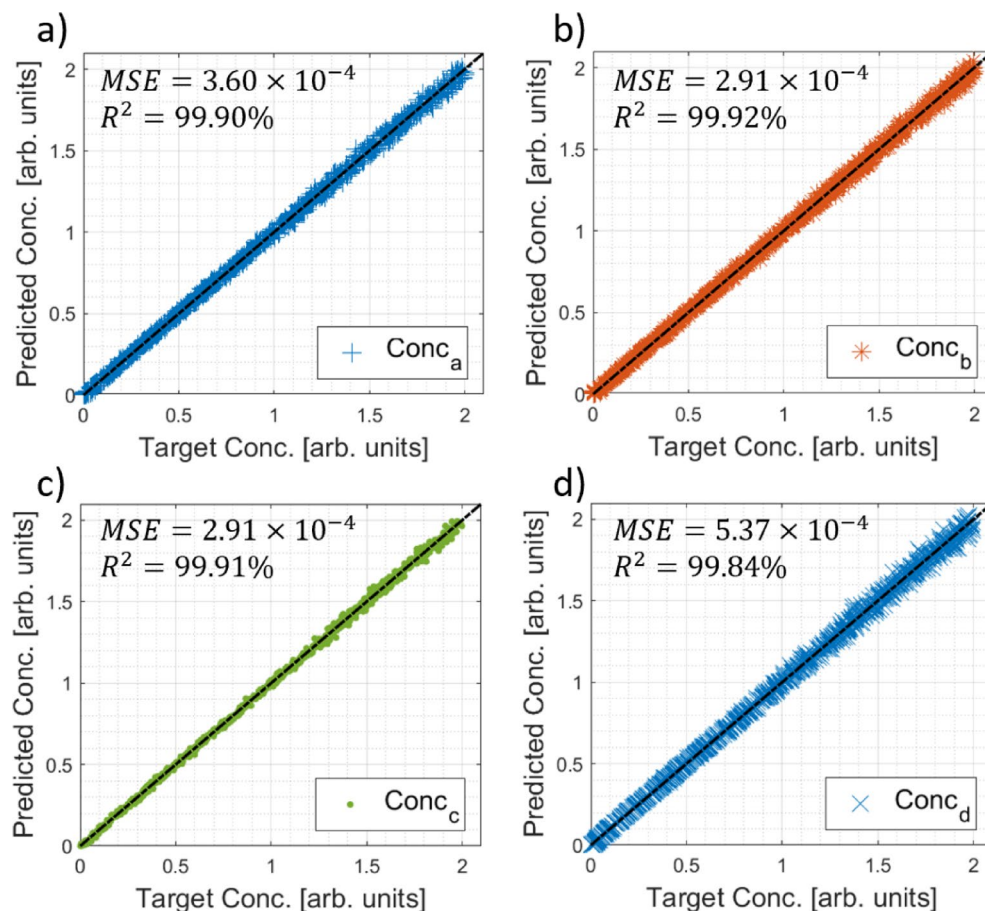 a)
MSE = 3.60 × 10⁻⁴
R² = 99.90%
Predicted Conc. [arb. units]
2
1.5
1
0.5
0
Conc_a
0 0.5 1 1.5 2
Target Conc. [arb. units]
b)
MSE = 2.91 × 10⁻⁴
R² = 99.92%
Predicted Conc. [arb. units]
2
1.5
1
0.5
0
Conc_b
0 0.5 1 1.5 2
Target Conc. [arb. units]
c)
MSE = 2.91 × 10⁻⁴
R² = 99.91%
Predicted Conc. [arb. units]
2
1.5
1
0.5
0
Conc_c
0 0.5 1 1.5 2
Target Conc. [arb. units]
d)
MSE = 5.37 × 10⁻⁴
R² = 99.84%
Predicted Conc. [arb. units]
2
1.5
1
0.5
0
Conc_d
0 0.5 1 1.5 2
Target Conc. [arb. units]